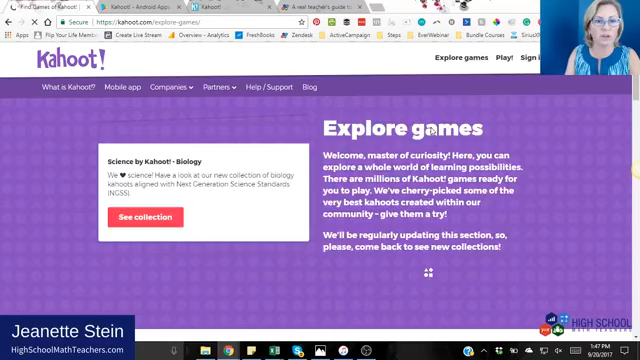 Find Games of Kahoot! |
Kahoot! - Android Apps
Kahoot!
A real teacher's guide to
https://kahoot.com/explore-games/
Apps
Flip Your Life Member
Create Live Stream
FreshBooks
Zendesk
ActiveCampaign
Steps
EverWebinar
Bundle Courses
SiriusX
Kahoot!
Explore games
Play!
Sign i
What is Kahoot!?
Mobile app
Companies
Partners
Help / Support
Blog
Explore games
Science by Kahoot! - Biology
We ♥ science! Have a look at our new collection of biology
kahoots aligned with Next Generation Science Standards
(NGSS)
See collection
Welcome, master of curiosity! Here, you can
explore a whole world of learning possibilities.
There are millions of Kahoot! games ready for
you to play. We've cherry-picked some of the
very best kahoots created within our
community – give them a try!
We'll be regularly updating this section, so,
please, come back to see new collections!
HIGH SCHOOL
MATH TEACHERS
Jeanette Stein
HighSchoolMathTeachers.com
1:47 PM
9/20/2017